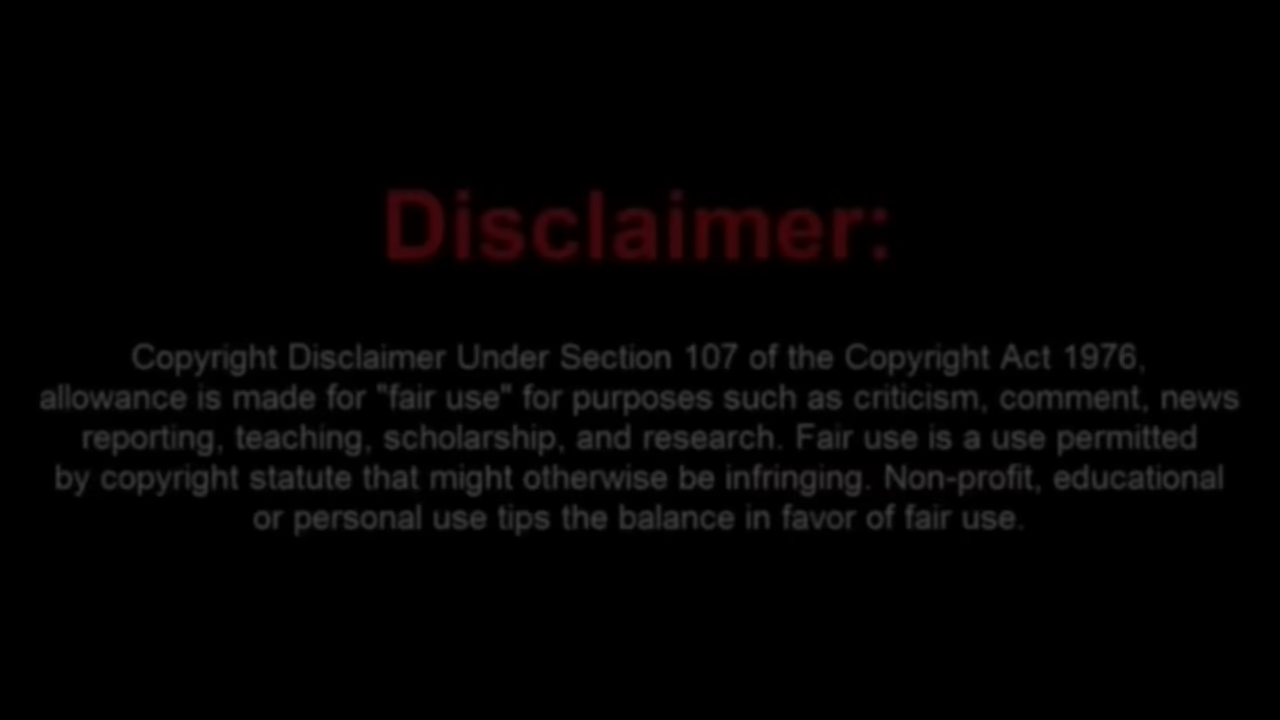 Disclaimer:
Copyright Disclaimer Under Section 107 of the Copyright Act 1976,
allowance is made for "fair use" for purposes such as criticism, comment, news
reporting, teaching, scholarship, and research. Fair use is a use permitted
by copyright statute that might otherwise be infringing. Non-profit, educational
or personal use tips the balance in favor of fair use.